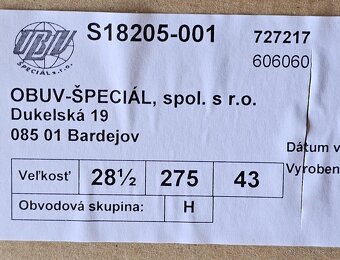 OBUV
ŠPECIÁL s.r.o.
S18205-001
727217
606060
OBUV-ŠPECIÁL, spol. s r.o.
Dukelská 19
085 01 Bardejov
Dátum v
Vyroben
Veľkosť 28½ 275 43
Obvodová skupina: H